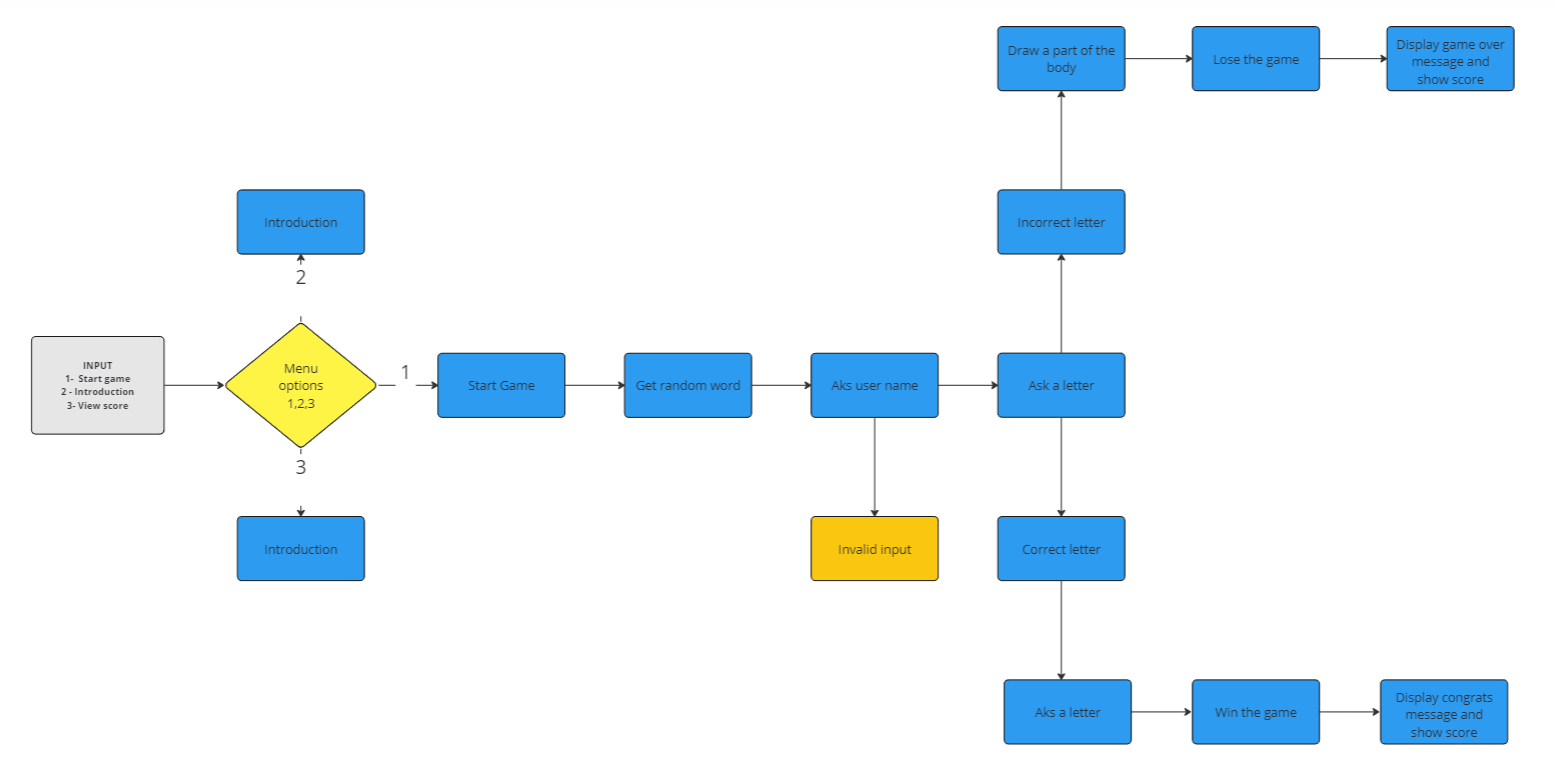 Draw a part of the
body
Lose the game
Display game over
message and
show score
Introduction
Incorrect letter
2
INPUT
1- Start game
2 - Introduction
3- View score
Menu
options
1,2,3
1
Start Game
Get random word
Aks user name
Ask a letter
3
Introduction
Invalid input
Correct letter
Aks a letter
Win the game
Display congrats
message and
show score